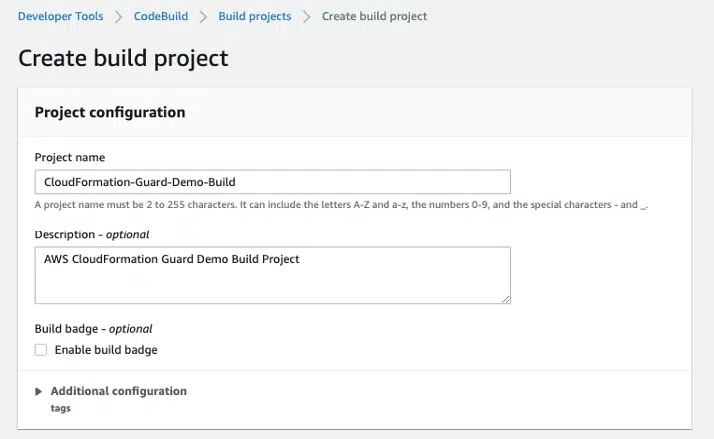 Developer Tools > CodeBuild > Build projects > Create build project
Create build project
Project configuration
Project name
CloudFormation-Guard-Demo-Build
A project name must be 2 to 255 characters. It can include the letters A-Z and a-z, the numbers 0-9, and the special characters - and _.
Description - optional
AWS CloudFormation Guard Demo Build Project
Build badge - optional
Enable build badge
Additional configuration
tags